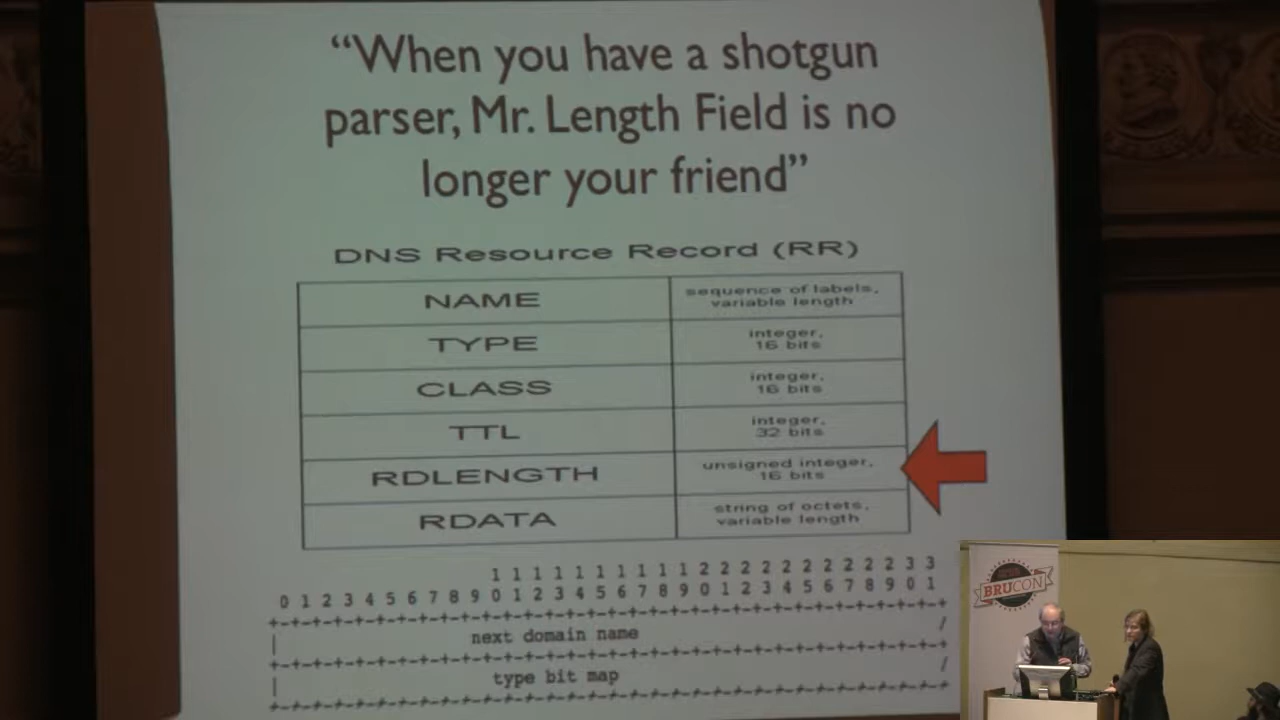 “When you have a shotgun
parser, Mr. Length Field is no
longer your friend”
DNS Resource Record (RR)
NAME
sequence of labels,
variable length
TYPE
integer,
16 bits
CLASS
integer,
16 bits
TTL
integer,
32 bits
RDLENGTH
unsigned integer,
16 bits
RDATA
string of octets,
variable length
1 1 1 1 1 1 1 1 1 1 2 2 2 2 2 2 2 2 2 2 3 3
0 1 2 3 4 5 6 7 8 9 0 1 2 3 4 5 6 7 8 9 0 1 2 3 4 5 6 7 8 9 0 1
+-+-+-+-+-+-+-+-+-+-+-+-+-+-+-+-+-+-+-+-+-+-+-+-+-+-+-+-+-+-+-+-+
| next domain name /
+-+-+-+-+-+-+-+-+-+-+-+-+-+-+-+-+-+-+-+-+-+-+-+-+-+-+-+-+-+-+-+-+
| type bit map /
+-+-+-+-+-+-+-+-+-+-+-+-+-+-+-+-+-+-+-+-+-+-+-+-+-+-+-+-+-+-+-+-+
BRUCON